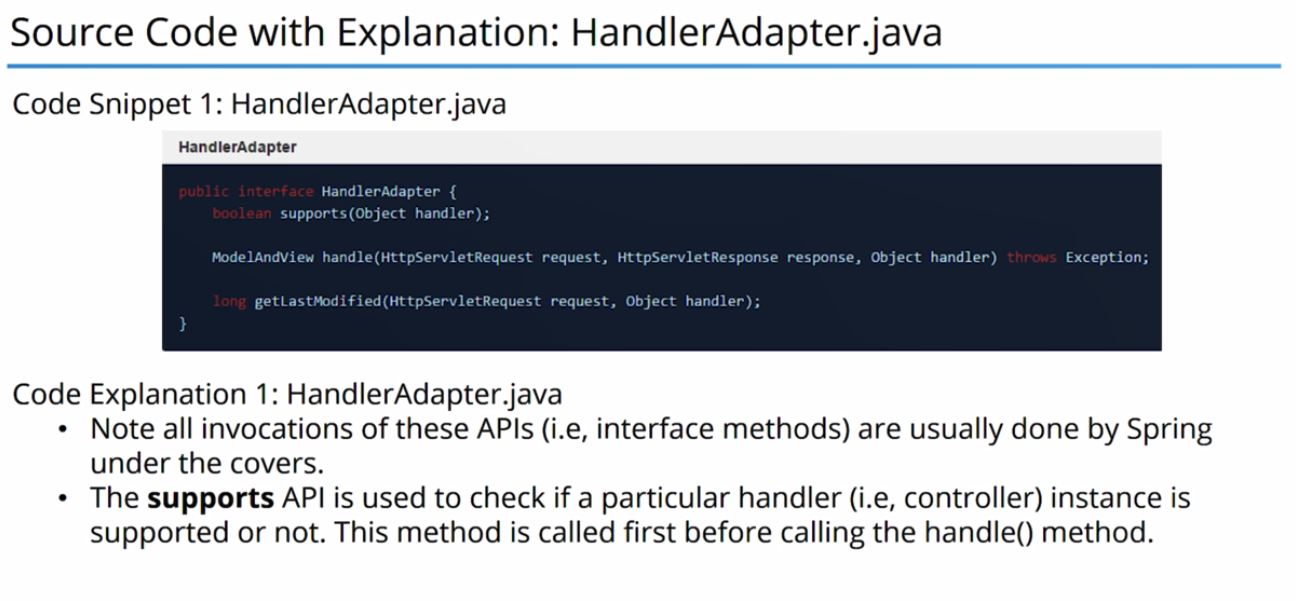 Source Code with Explanation: HandlerAdapter.java
Code Snippet 1: HandlerAdapter.java
HandlerAdapter
public interface HandlerAdapter {
boolean supports(Object handler);
ModelAndView handle(HttpServletRequest request, HttpServletResponse response, Object handler) throws Exception;
long getLastModified(HttpServletRequest request, Object handler);
}
Code Explanation 1: HandlerAdapter.java
• Note all invocations of these APIs (i.e, interface methods) are usually done by Spring
under the covers.
• The supports API is used to check if a particular handler (i.e, controller) instance is
supported or not. This method is called first before calling the handle() method.